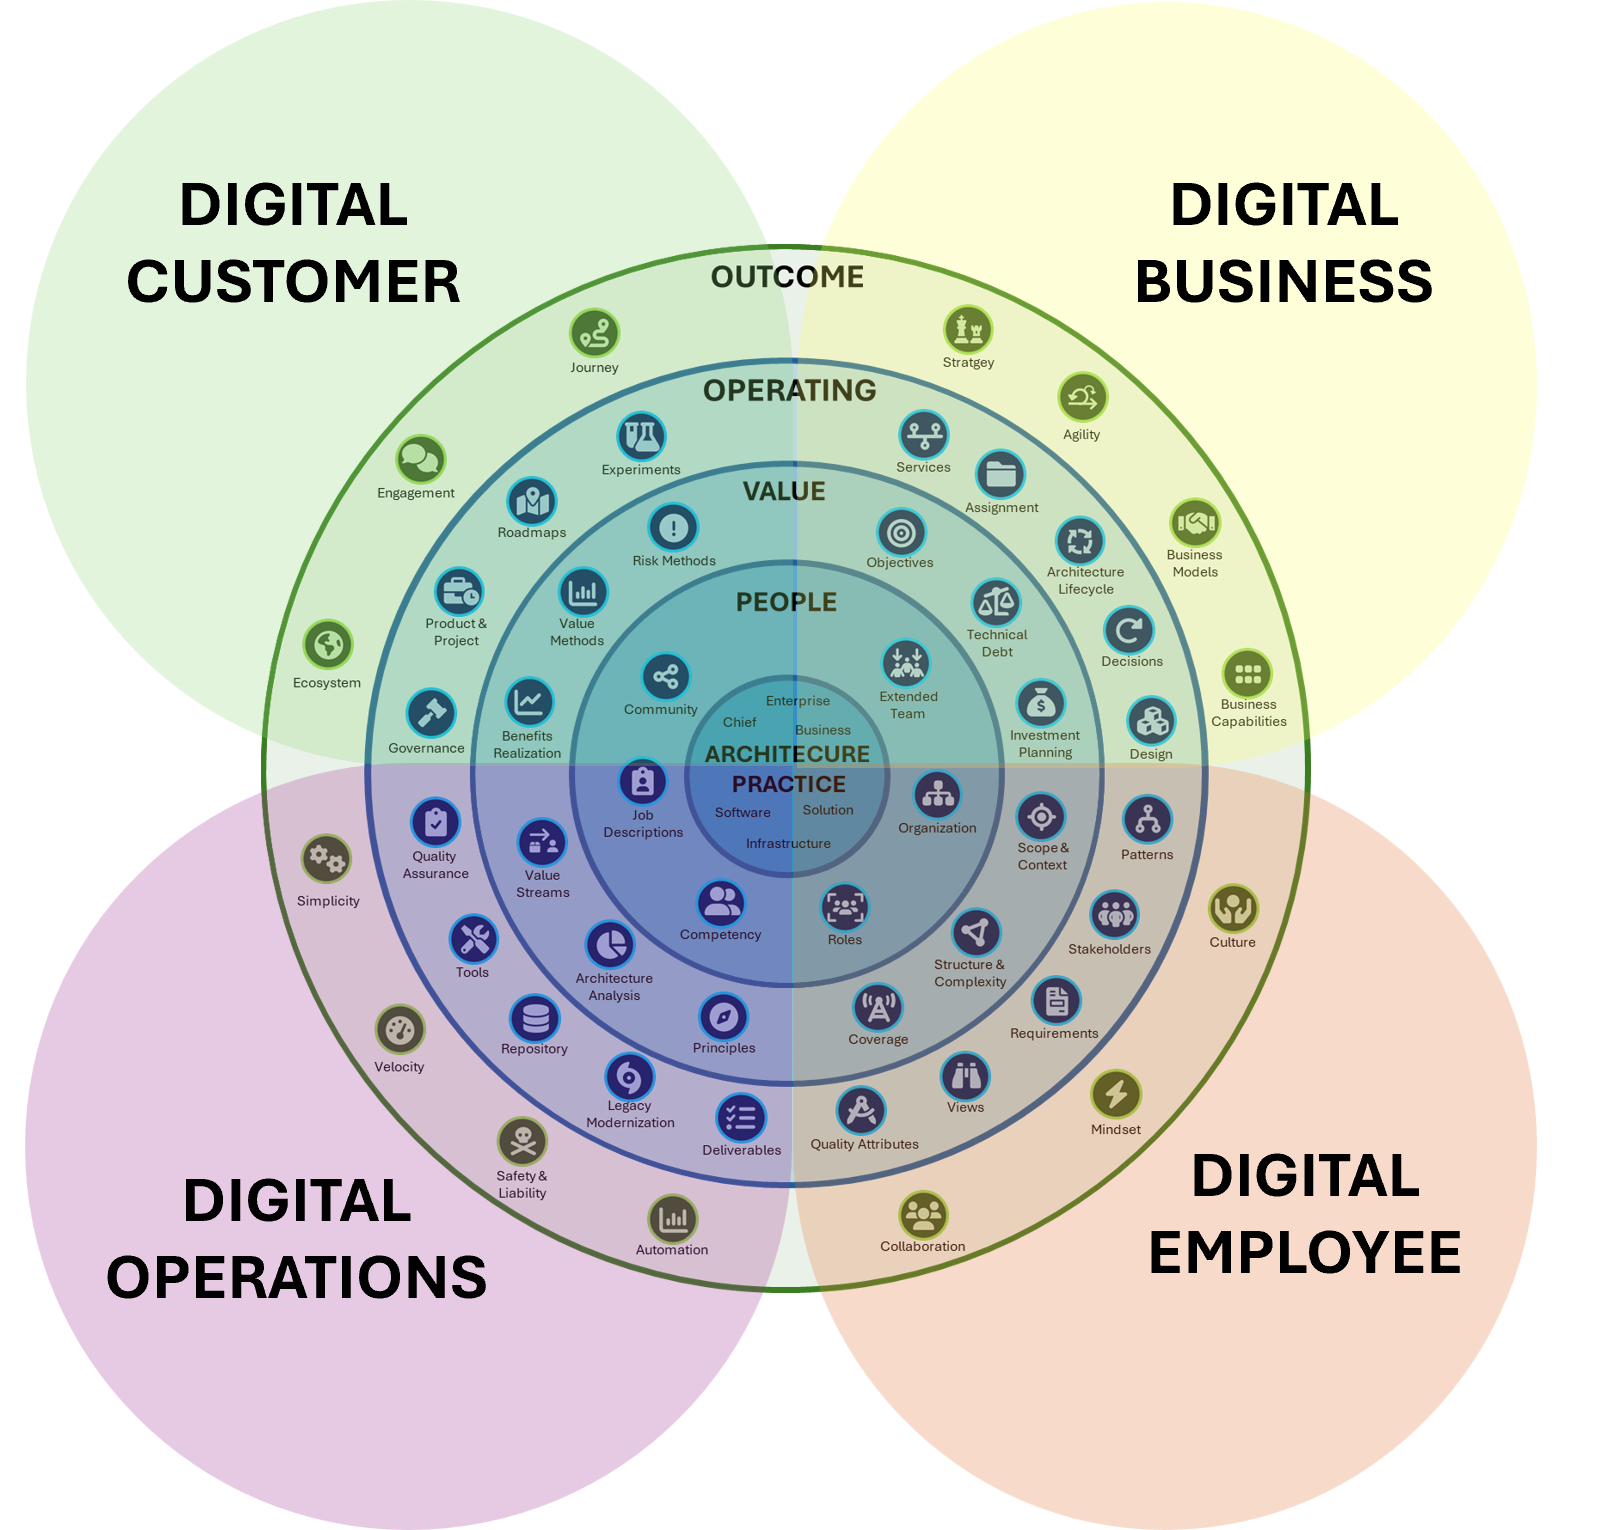 DIGITAL
CUSTOMER
DIGITAL
BUSINESS
OUTCOME
Journey
Stratgey
Engagement
Agility
Ecosystem
Business
Models
Business
Capabilities
OPERATING
Experiments
Services
Roadmaps
Assignment
Product &
Project
Architecture
Lifecycle
Governance
Decisions
Design
VALUE
Risk Methods
Objectives
Value
Methods
Technical
Debt
Benefits
Realization
Investment
Planning
PEOPLE
Community
Extended
Team
Enterprise
Chief
Business
ARCHITECURE
PRACTICE
Software
Solution
Infrastructure
Job
Descriptions
Organization
Competency
Roles
Value
Streams
Scope &
Context
Architecture
Analysis
Structure &
Complexity
Principles
Coverage
Quality
Assurance
Patterns
Tools
Stakeholders
Repository
Requirements
Legacy
Modernization
Views
Deliverables
Quality Attributes
Simplicity
Culture
Velocity
Mindset
Safety &
Liability
Automation
Collaboration
DIGITAL
OPERATIONS
DIGITAL
EMPLOYEE